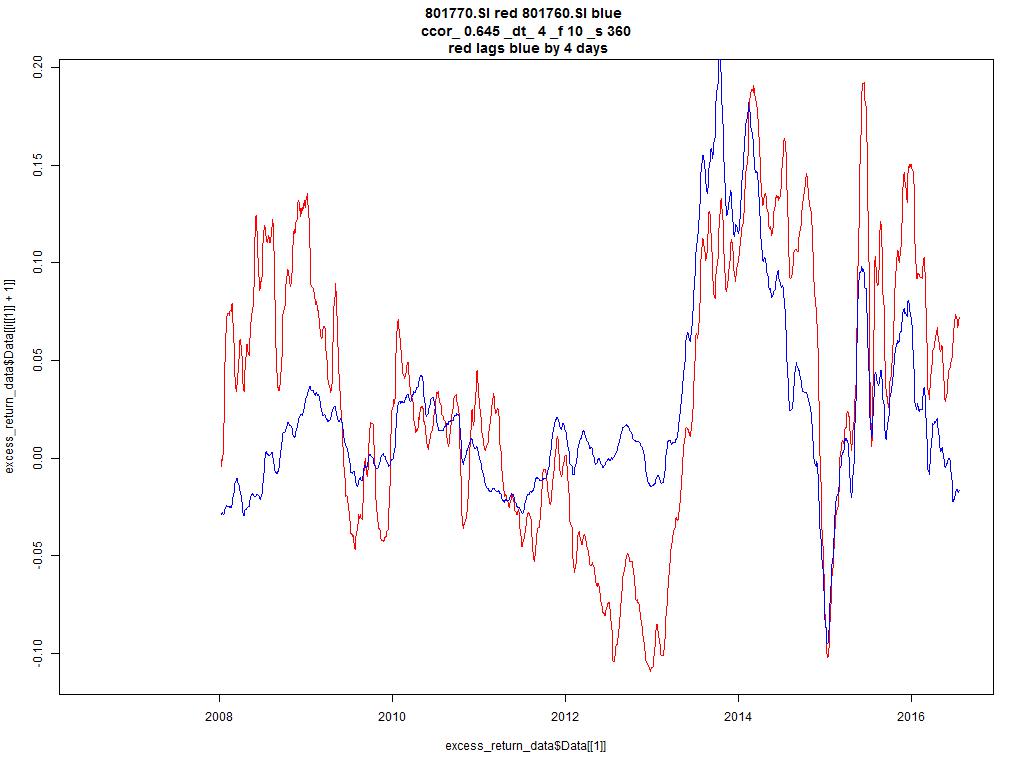 801770.SI red 801760.SI blue
ccor_ 0.645 _dt_ 4 _f 10 _s 360
red lags blue by 4 days
0.20
0.15
0.10
0.05
0.00
-0.05
-0.10
excess_return_data$Data[[i[[1]] + 1]]
2008 2010 2012 2014 2016
excess_return_data$Data[[1]]